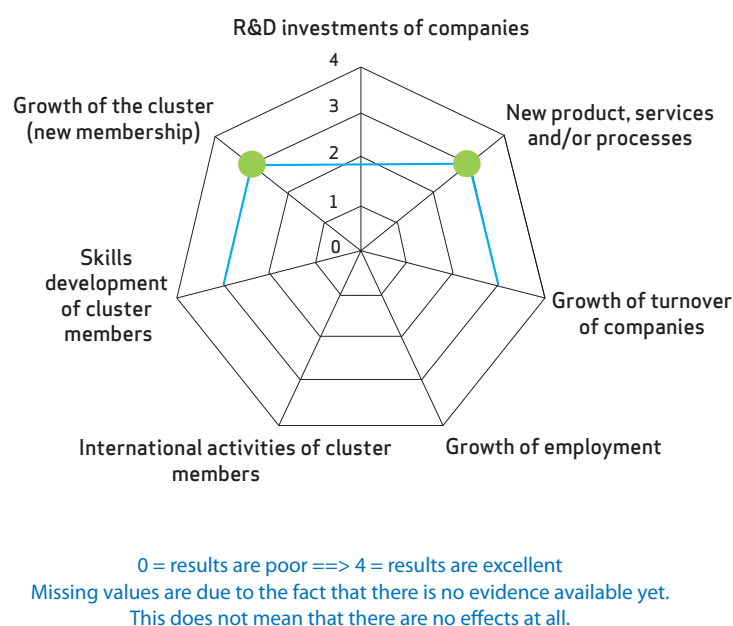 R&D investments of companies
4
Growth of the cluster
(new membership)
3
New product, services
and/or processes
2
1
0
Skills
development
of cluster
members
Growth of turnover
of companies
International activities of cluster
members
Growth of employment
0 = results are poor ==> 4 = results are excellent
Missing values are due to the fact that there is no evidence available yet.
This does not mean that there are no effects at all.